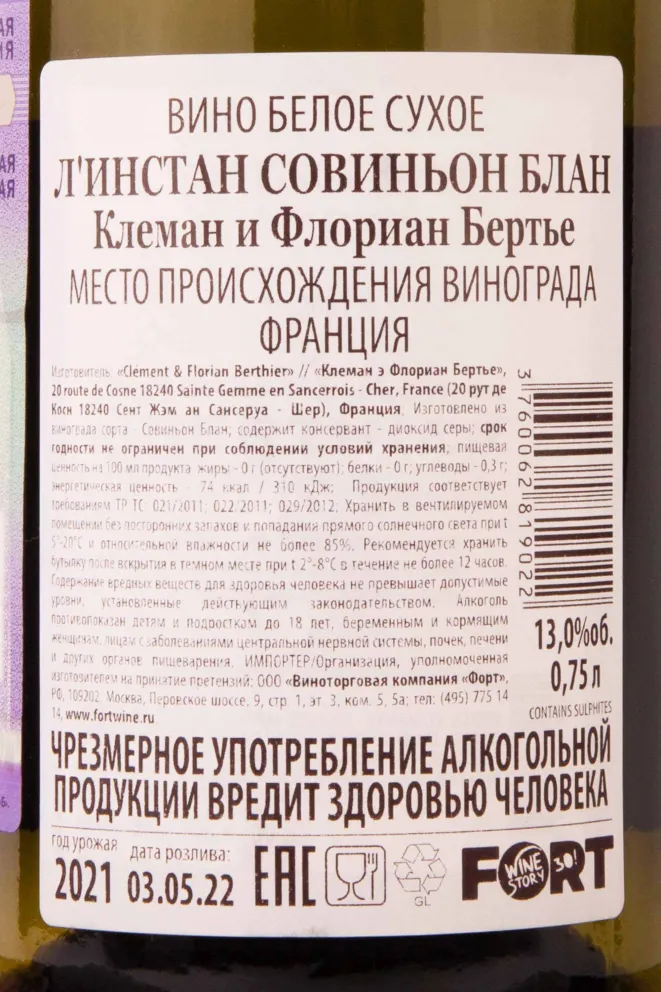 ВИНО БЕЛОЕ СУХОЕ
Л'ИНСТАН СОВИНЬОН БЛАН
Клеман и Флориан Бертье
МЕСТО ПРОИСХОЖДЕНИЯ ВИНОГРАДА
ФРАНЦИЯ
Изготовитель «Clement & Florian Berthier» // «Клеман э Флориан Бертье»,
20 route de Cosne 18240 Sainte Gemme en Sancerrois - Cher, France (20 рут де
Косн 18240 Сент Жэм ан Сансеруа - Шер), Франция. Изготовлено из
винограда сорта - Совиньон Блан; содержит консервант - диоксид серы; срок
годности не ограничен при соблюдении условий хранения; пищевая
ценность на 100 мл продукта: жиры - 0 г (отсутствуют); белки - 0 г; углеводы - 0,3 г;
энергетическая ценность - 74 ккал / 310 кДж; Продукция соответствует
требованиям ТР ТС: 021/2011; 022/2011; 029/2012; Хранить в вентилируемом
помещении без посторонних запахов и попадания прямого солнечного света при t
5°-20°С и относительной влажности не более 85%. Рекомендуется хранить
бутылку после вскрытия в темном месте при t 2°-8°С в течение не более 12 часов.
Содержание вредных веществ для здоровья человека не превышает допустимые
уровни, установленные действующим законодательством. Алкоголь
противопоказан детям и подросткам до 18 лет, беременным и кормящим
женщинам, лицам с заболеваниями центральной нервной системы, почек, печени
и других органов пищеварения. ИМПОРТЕР/Организация, уполномоченная
изготовителем на принятие претензий: ООО «Виноторговая компания «Форт»,
РФ, 109202, Москва, Перовское шоссе, 9, стр. 1, эт. 3, ком. 5, 5а; тел: (495) 775 14
14, www.fortwine.ru
3 760062 819022
13,0%об.
0,75 л
CONTAINS SULPHITES
ЧРЕЗМЕРНОЕ УПОТРЕБЛЕНИЕ АЛКОГОЛЬНОЙ
ПРОДУКЦИИ ВРЕДИТ ЗДОРОВЬЮ ЧЕЛОВЕКА
год урожая
2021
дата розлива:
03.05.22
EAC
GL
FORT
WINE
STORY
30!